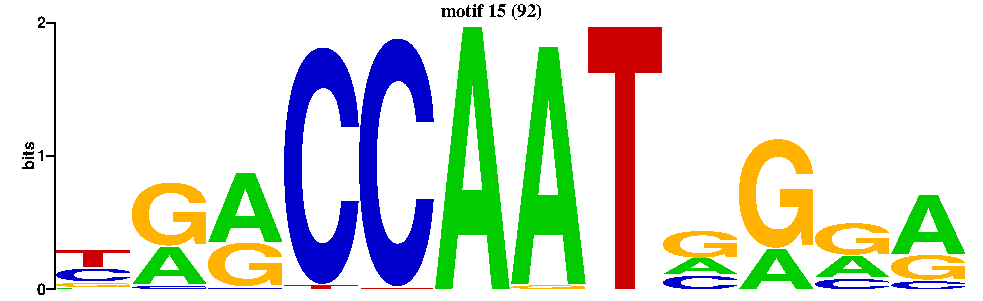 motif 15 (92)
2
1
0
bits
T G A C C A A T G G G A
C A G T G A A A G
G C C C C